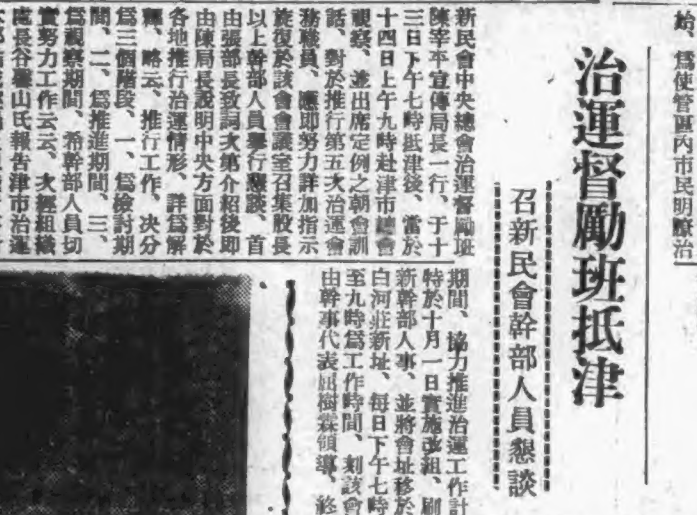 爲使管區內市民明瞭治
治運督勵班抵津
召新民會幹部人員懇談
新民會中央總會治運督勵班
陳宰平宣傳局長一行、于十
三日下午七時抵津後、當於
十四日上午九時赴津市總會
視察、並出席定例之朝會訓
話、對於推行第五次治運會
務職員、應即努力詳加指示
旋復於該會會議室召集股長
以上幹部人員舉行懇談、首
由張部長致詞次第介紹後即
由陳局長說明中央方面對於
各地推行治運情形、詳爲解
釋、略云、推行工作、決分
爲三個階段、一、爲檢討期
間、二、爲推進期間、三、
爲視察期間、希幹部人員切
實努力工作云云、次經組織
處長谷麗山氏報告津市治運
期間、協力推進治運工作計
特於十月一日實施改組、刷
新幹部人事、並將會址移於
白河莊新址、每日下午七時
至九時爲工作時間、刻該會
由幹事代表屈樹霖領導、終